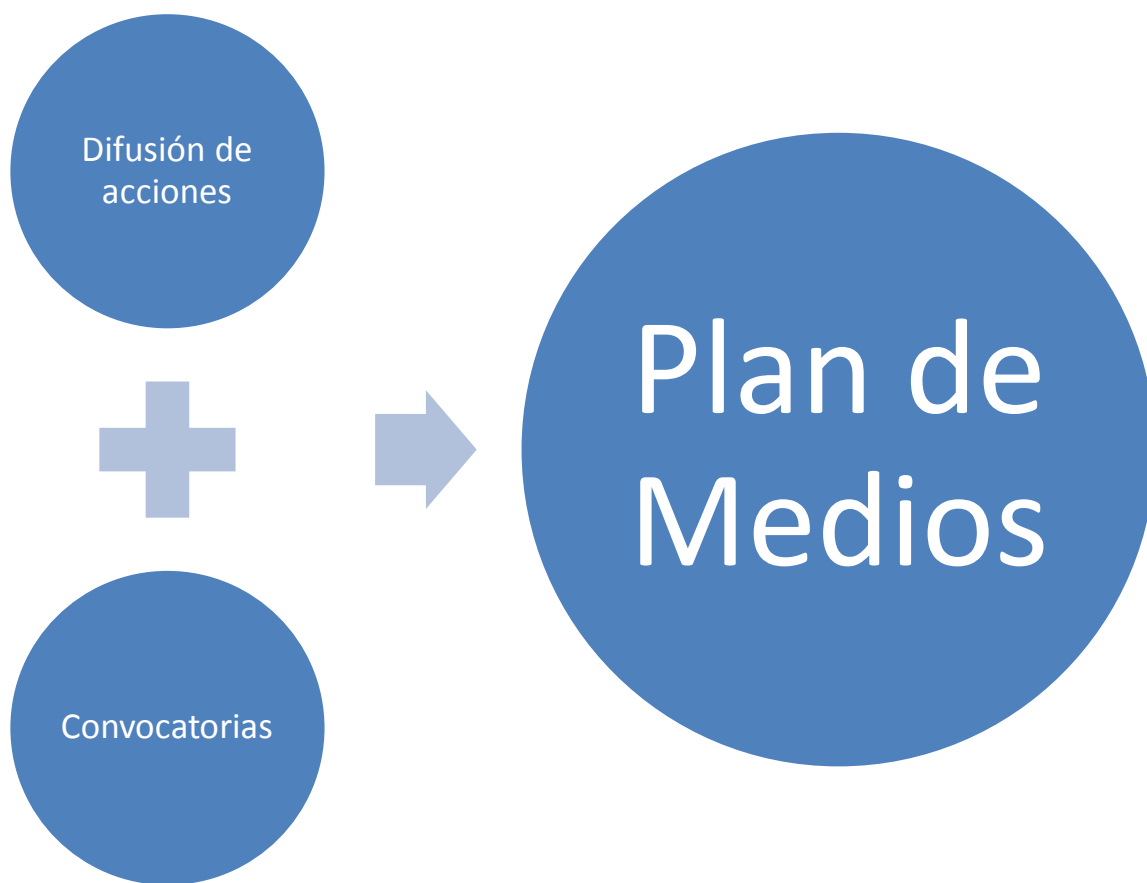 Difusión de
acciones
Convocatorias
Plan de
Medios